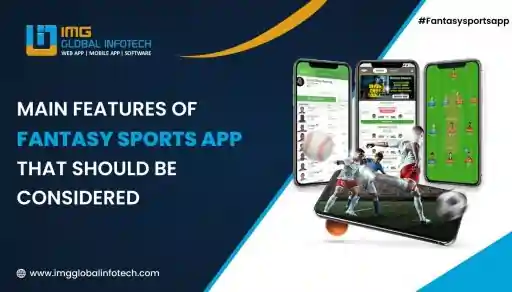 #Fantasysportsapp
IMG
GLOBAL INFOTECH
WEB APP | MOBILE APP | SOFTWARE
MAIN FEATURES OF
FANTASY SPORTS APP
THAT SHOULD BE
CONSIDERED
www.imgglobalinfotech.com